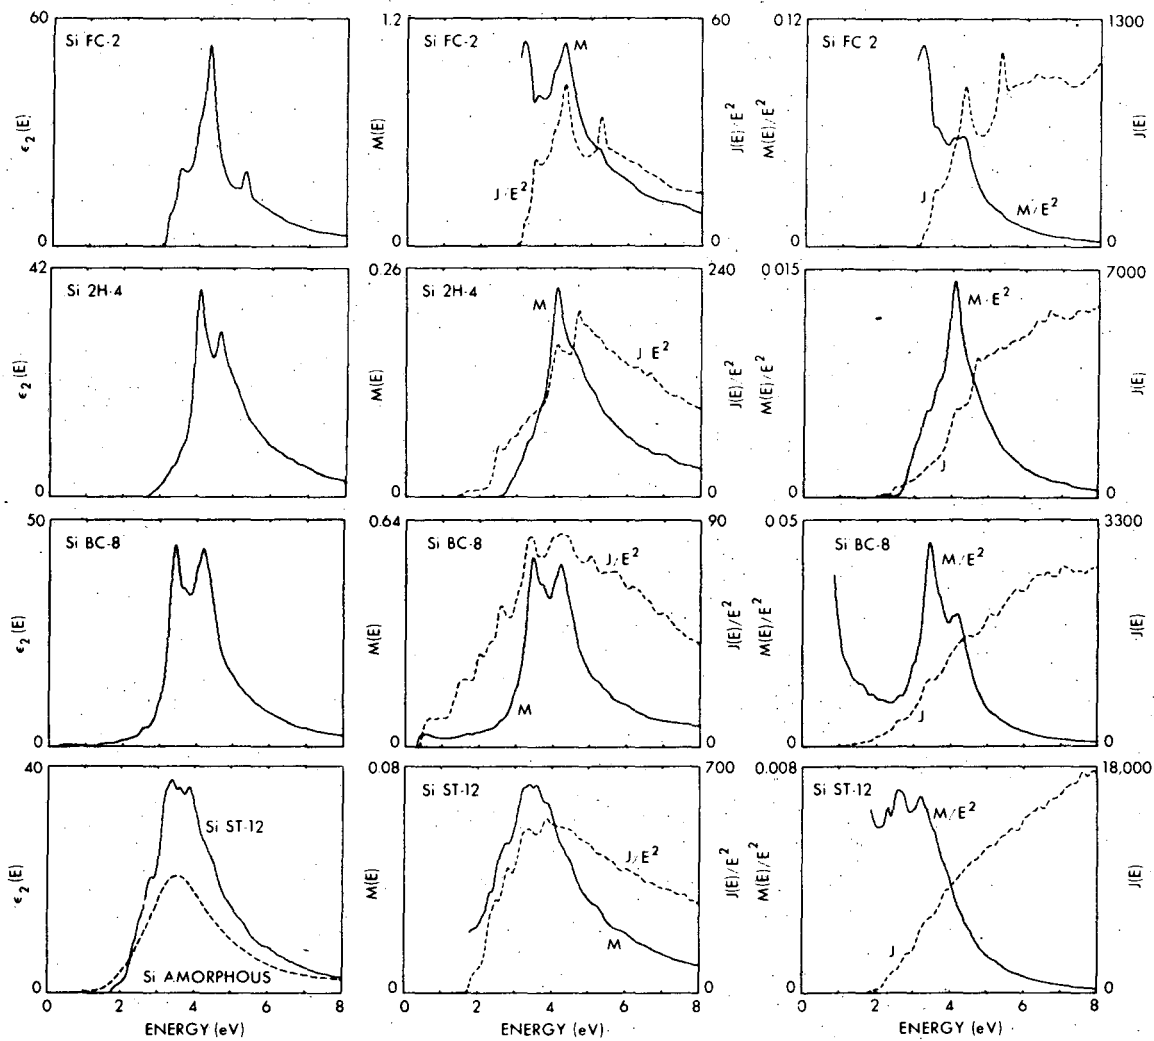 60
Si FC-2
ε₂(E)
0
1.2
Si FC-2
M
M(E)
J/E²
0
60
J(E)/E²
0
0.12
Si FC 2
M(E)/E²
J
M/E²
0
1300
J(E)
0
42
Si 2H-4
ε₂(E)
0
0.26
Si 2H-4
M
J/E²
M(E)
0
240
J(E)/E²
0
0.015
Si 2H-4
M/E²
M(E)/E²
J
0
7000
J(E)
0
50
Si BC-8
ε₂(E)
0
0.64
Si BC-8
J/E²
M(E)
M
0
90
J(E)/E²
0
0.05
Si BC-8
M/E²
M(E)/E²
J
0
3300
J(E)
0
40
Si ST-12
ε₂(E)
Si AMORPHOUS
0
2 4 6 8
ENERGY (eV)
0.08
Si ST-12
J/E²
M(E)
M
0
700
J(E)/E²
0
2 4 6 8
ENERGY (eV)
0.008
Si ST-12
M/E²
M(E)/E²
J
0
18,000
J(E)
0
0 2 4 6 8
ENERGY (eV)